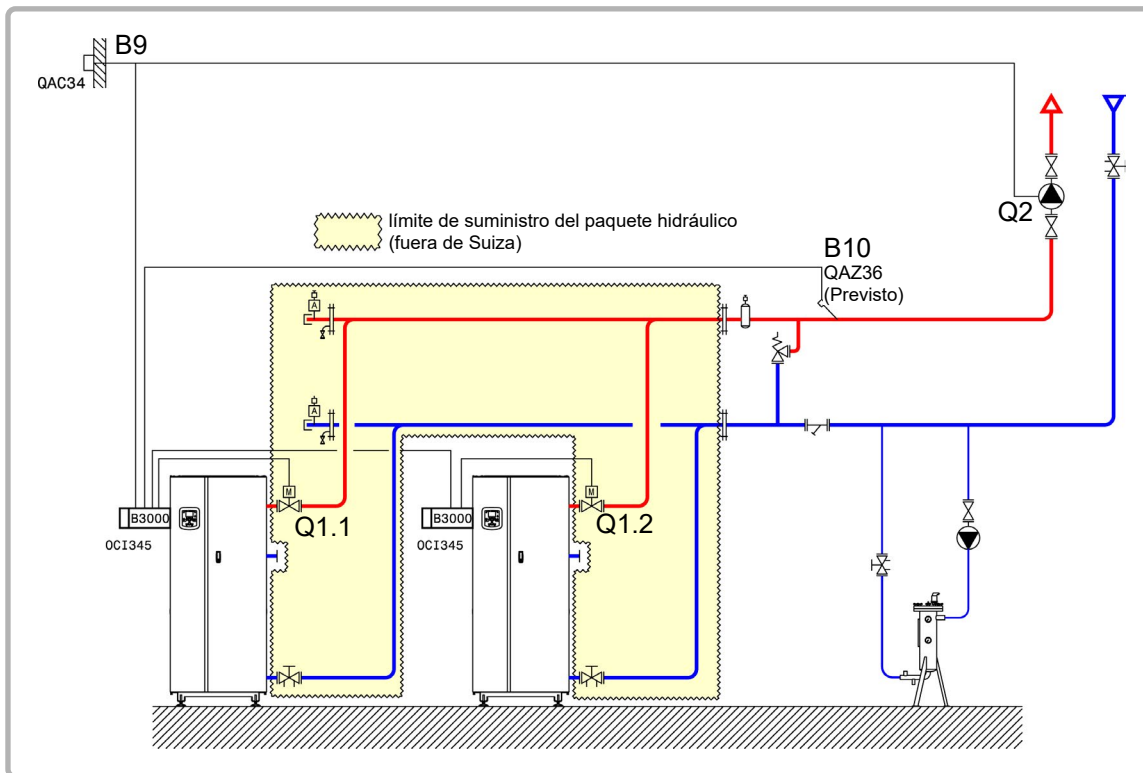 B9
QAC34
Q2
límite de suministro del paquete hidráulico
(fuera de Suiza)
B10
QAZ36
(Previsto)
A
A
M
M
B3000
Q1.1
B3000
Q1.2
OCI345
OCI345